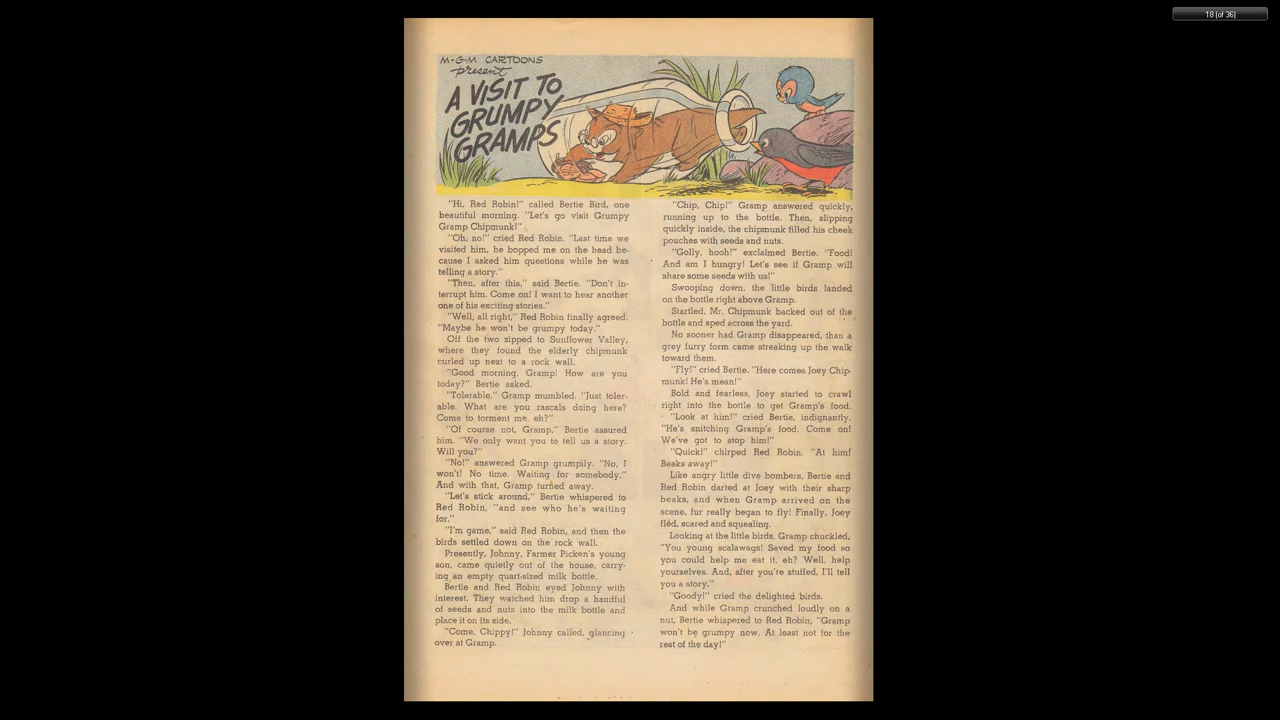 18 (of 36)
M-G-M CARTOONS
present
A VISIT TO
GRUMPY
GRAMPS
"Hi, Red Robin!" called Bertie Bird, one
beautiful morning. "Let's go visit Grumpy
Gramp Chipmunk!"
"Oh, no!" cried Red Robin. "Last time we
visited him, he bopped me on the head be-
cause I asked him questions while he was
telling a story."
"Then, after this," said Bertie. "Don't in-
terrupt him. Come on! I want to hear another
one of his exciting stories."
"Well, all right," Red Robin finally agreed.
"Maybe he won't be grumpy today."
Off the two zipped to Sunflower Valley,
where they found the elderly chipmunk
curled up next to a rock wall.
"Good morning, Gramp! How are you
today?" Bertie asked.
"Tolerable," Gramp mumbled. "Just toler-
able. What are you rascals doing here?
Come to torment me, eh?"
"Of course not, Gramp," Bertie assured
him. "We only want you to tell us a story.
Will you?"
"No!" answered Gramp grumpily. "No, I
won't! No time. Waiting for somebody."
And with that, Gramp turned away.
"Let's stick around," Bertie whispered to
Red Robin, "and see who he's waiting
for."
"I'm game," said Red Robin, and then the
birds settled down on the rock wall.
Presently, Johnny, Farmer Picken's young
son, came quietly out of the house, carry-
ing an empty quart-sized milk bottle.
Bertie and Red Robin eyed Johnny with
interest. They watched him drop a handful
of seeds and nuts into the milk bottle and
place it on its side.
"Come, Chippy!" Johnny called, glancing
over at Gramp.
"Chip, Chip!" Gramp answered quickly,
running up to the bottle. Then, slipping
quickly inside, the chipmunk filled his cheek
pouches with seeds and nuts.
"Golly, hooh!" exclaimed Bertie. "Food!
And am I hungry! Let's see if Gramp will
share some seeds with us!"
Swooping down, the little birds landed
on the bottle right above Gramp.
Startled, Mr. Chipmunk backed out of the
bottle and sped across the yard.
No sooner had Gramp disappeared, than a
grey furry form came streaking up the walk
toward them.
"Fly!" cried Bertie. "Here comes Joey Chip-
munk! He's mean!"
Bold and fearless, Joey started to crawl
right into the bottle to get Gramp's food.
"Look at him!" cried Bertie, indignantly.
"He's snitching Gramp's food. Come on!
We've got to stop him!"
"Quick!" chirped Red Robin. "At him!
Beaks away!"
Like angry little dive bombers, Bertie and
Red Robin darted at Joey with their sharp
beaks, and when Gramp arrived on the
scene, fur really began to fly! Finally, Joey
fled, scared and squealing.
Looking at the little birds, Gramp chuckled,
"You young scalawags! Saved my food so
you could help me eat it, eh? Well, help
yourselves. And, after you're stuffed, I'll tell
you a story."
"Goody!" cried the delighted birds.
And while Gramp crunched loudly on a
nut, Bertie whispered to Red Robin, "Gramp
won't be grumpy now. At least not for the
rest of the day!"